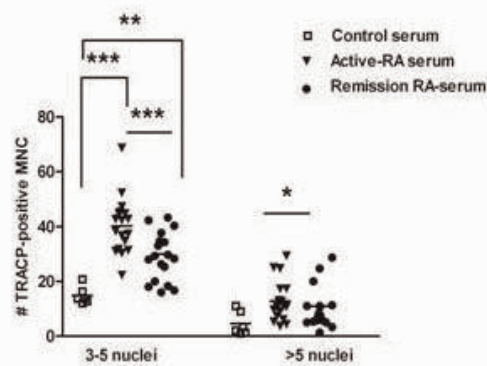 **
□ Control serum
▼ Active-RA serum
● Remission RA-serum
***
***
*
# TRACP-positive MNC
80
60
40
20
0
3-5 nuclei
>5 nuclei